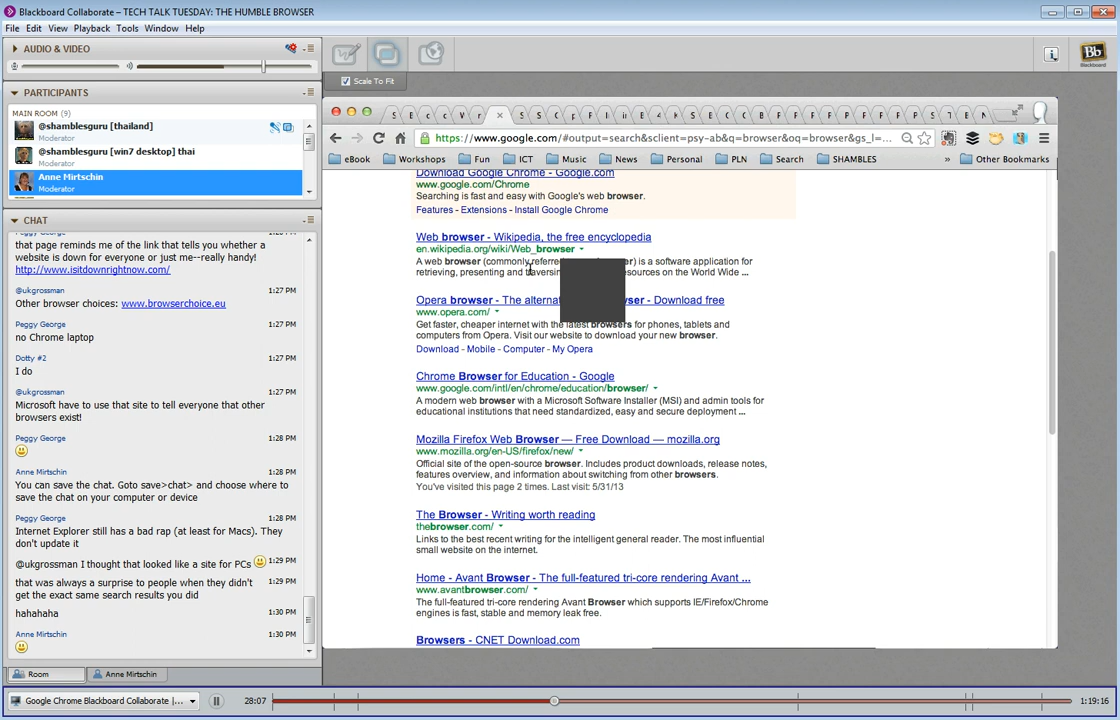 Blackboard Collaborate – TECH TALK TUESDAY: THE HUMBLE BROWSER
File Edit View Playback Tools Window Help
AUDIO & VIDEO
PARTICIPANTS
MAIN ROOM (9)
@shamblesguru [thailand]
Moderator
@shamblesguru [win7 desktop] thai
Moderator
Anne Mirtschin
Moderator
CHAT
that page reminds me of the link that tells you whether a
website is down for everyone or just me--really handy!
http://www.isitdownrightnow.com/
@ukgrossman 1:27 PM
Other browser choices: www.browserchoice.eu
Peggy George 1:27 PM
no Chrome laptop
Dotty #2 1:27 PM
I do
@ukgrossman 1:27 PM
Microsoft have to use that site to tell everyone that other
browsers exist!
Peggy George 1:28 PM
Anne Mirtschin 1:28 PM
You can save the chat. Goto save>chat> and choose where to
save the chat on your computer or device
Peggy George 1:28 PM
Internet Explorer still has a bad rap (at least for Macs). They
don't update it
@ukgrossman I thought that looked like a site for PCs 1:29 PM
that was always a surprise to people when they didn't 1:29 PM
get the exact same search results you did
hahahaha 1:30 PM
Anne Mirtschin 1:30 PM
Room Anne Mirtschin
Bb
Blackboard
Scale To Fit
https://www.google.com/#output=search&sclient=psy-ab&q=browser&oq=browser&gs_l=...
eBook Workshops Fun ICT Music News Personal PLN Search SHAMBLES » Other Bookmarks
Download Google Chrome - Google.com
www.google.com/Chrome
Searching is fast and easy with Google's web browser.
Features - Extensions - Install Google Chrome
Web browser - Wikipedia, the free encyclopedia
en.wikipedia.org/wiki/Web_browser
A web browser (commonly is a software application for
retrieving, presenting and on the World Wide ...
Opera browser - The - Download free
www.opera.com/
Get faster, cheaper internet with the latest browsers for phones, tablets and
computers from Opera. Visit our website to download your new browser.
Download - Mobile - Computer - My Opera
Chrome Browser for Education - Google
www.google.com/intl/en/chrome/education/browser/
A modern web browser with a Microsoft Software Installer (MSI) and admin tools for
educational institutions that need standardized, easy and secure deployment ...
Mozilla Firefox Web Browser — Free Download — mozilla.org
www.mozilla.org/en-US/firefox/new/
Official site of the open-source browser. Includes product downloads, release notes,
features overview, and information about switching from other browsers.
You've visited this page 2 times. Last visit: 5/31/13
The Browser - Writing worth reading
thebrowser.com/
Links to the best recent writing for the intelligent general reader. The most influential
small website on the internet.
Home - Avant Browser - The full-featured tri-core rendering Avant ...
www.avantbrowser.com/
The full-featured tri-core rendering Avant Browser which supports IE/Firefox/Chrome
engines is fast, stable and memory leak free.
Browsers - CNET Download.com
Google Chrome Blackboard Collaborate |... 28:07 1:19:16